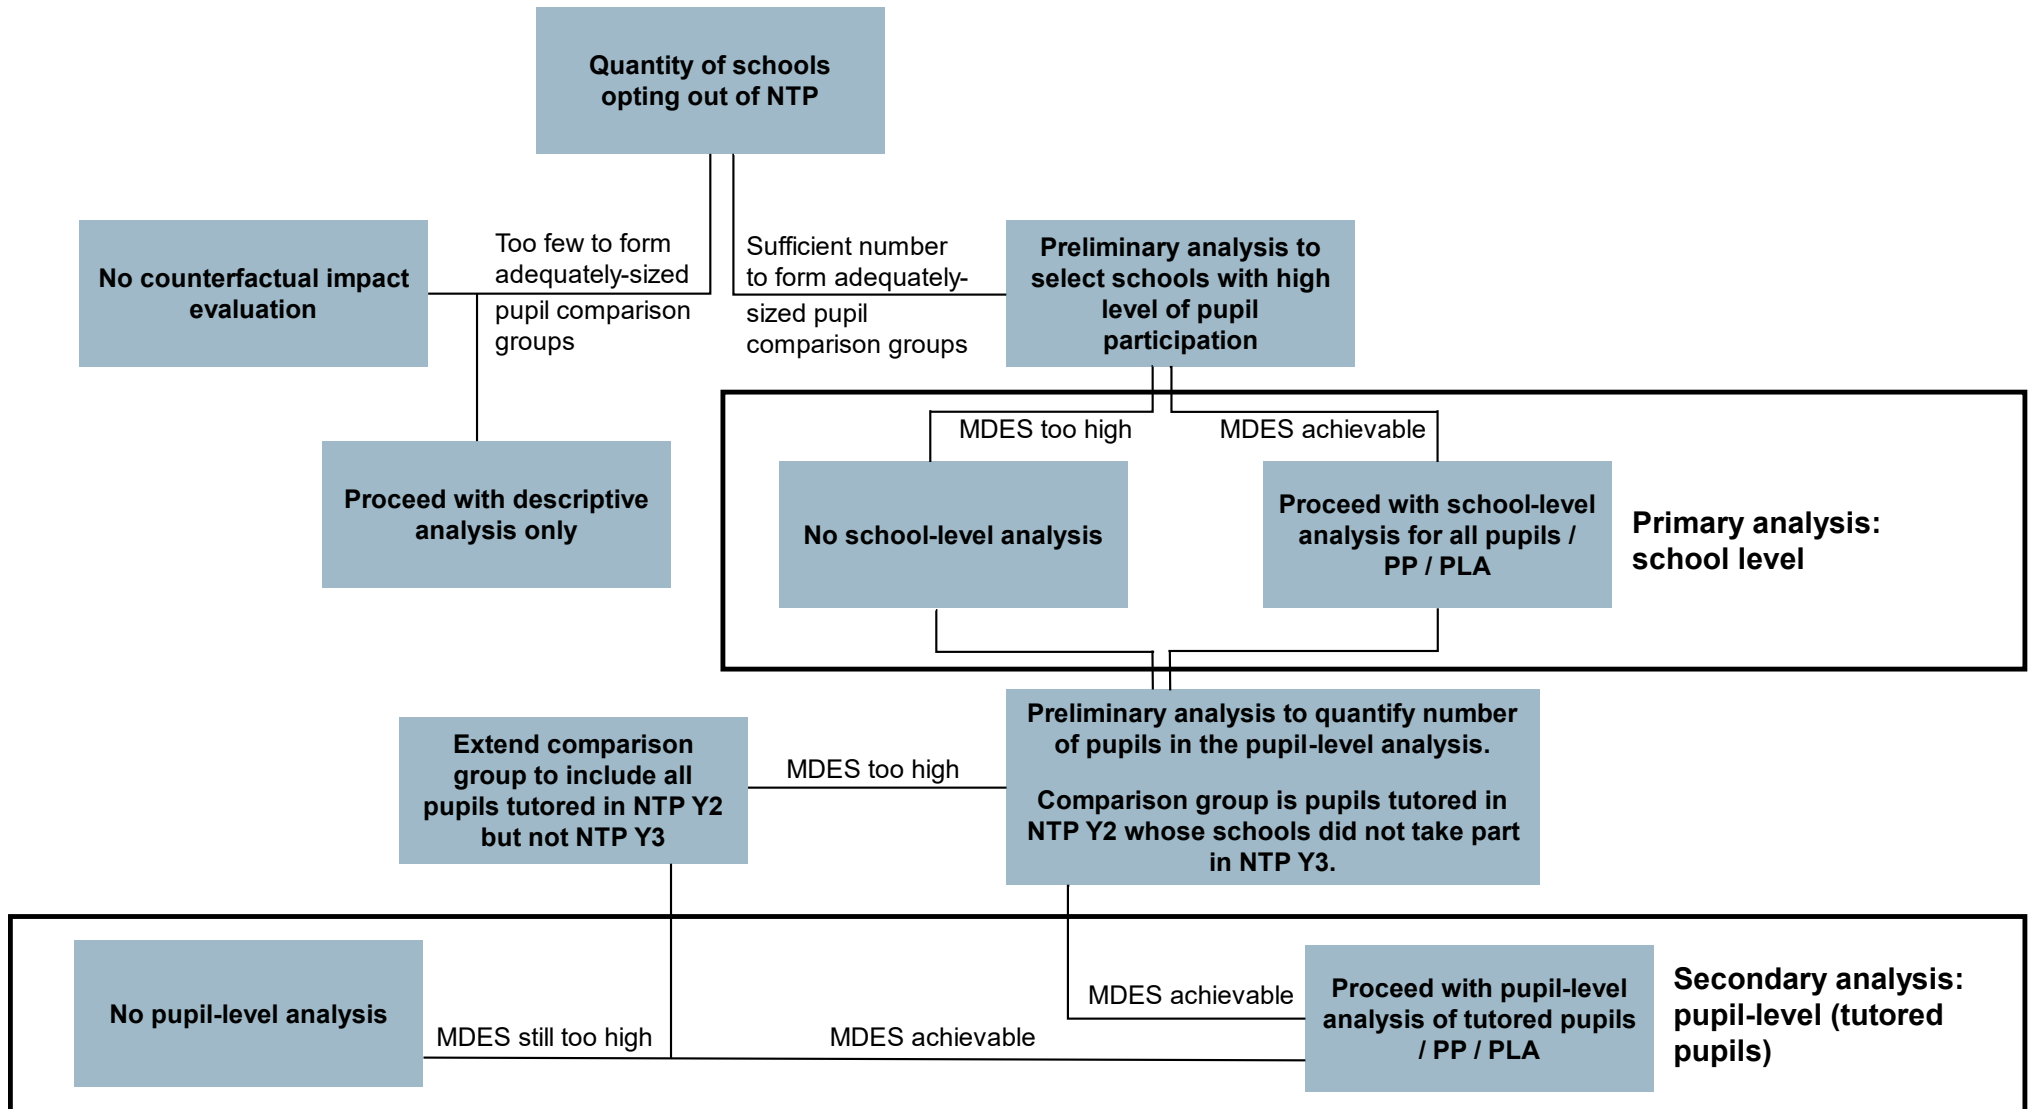 Quantity of schools
opting out of NTP
No counterfactual impact
evaluation
Too few to form
adequately-sized
pupil comparison
groups
Sufficient number
to form adequately-
sized pupil
comparison groups
Preliminary analysis to
select schools with high
level of pupil
participation
Proceed with descriptive
analysis only
MDES too high
MDES achievable
No school-level analysis
Proceed with school-level
analysis for all pupils /
PP / PLA
Primary analysis:
school level
Extend comparison
group to include all
pupils tutored in NTP Y2
but not NTP Y3
MDES too high
Preliminary analysis to quantify number
of pupils in the pupil-level analysis.
Comparison group is pupils tutored in
NTP Y2 whose schools did not take part
in NTP Y3.
No pupil-level analysis
MDES still too high
MDES achievable
MDES achievable
Proceed with pupil-level
analysis of tutored pupils
/ PP / PLA
Secondary analysis:
pupil-level (tutored
pupils)